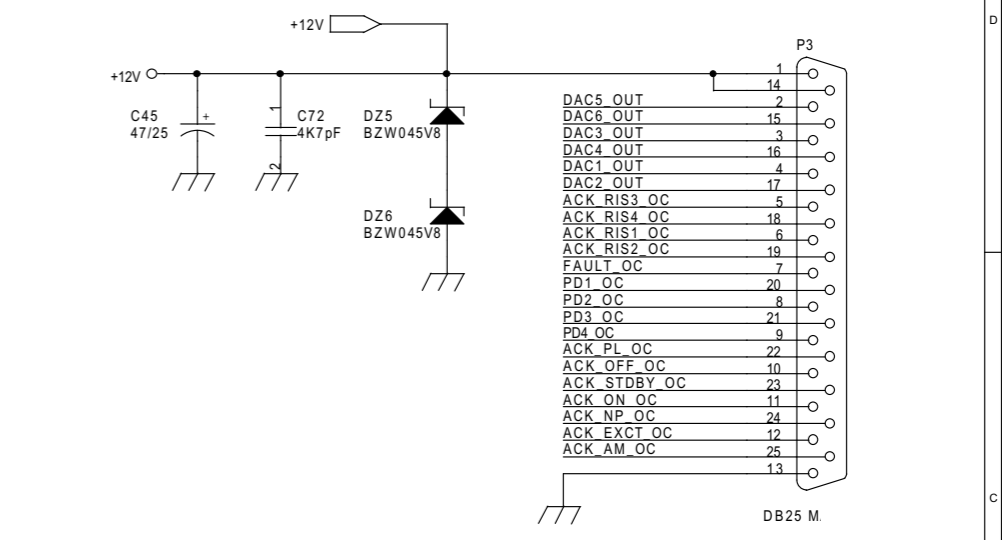 D
+12V
P3
+12V
1
14
DAC5_OUT 2
DAC6_OUT 15
DAC3_OUT 3
DAC4_OUT 16
DAC1_OUT 4
DAC2_OUT 17
ACK_RIS3_OC 5
ACK_RIS4_OC 18
ACK_RIS1_OC 6
ACK_RIS2_OC 19
FAULT_OC 7
PD1_OC 20
PD2_OC 8
PD3_OC 21
PD4_OC 9
ACK_PL_OC 22
ACK_OFF_OC 10
ACK_STDBY_OC 23
ACK_ON_OC 11
ACK_NP_OC 24
ACK_EXCT_OC 12
ACK_AM_OC 25
13
C45
47/25
+
1
C72
4K7pF
2
DZ5
BZW045V8
DZ6
BZW045V8
DB25 M.
C